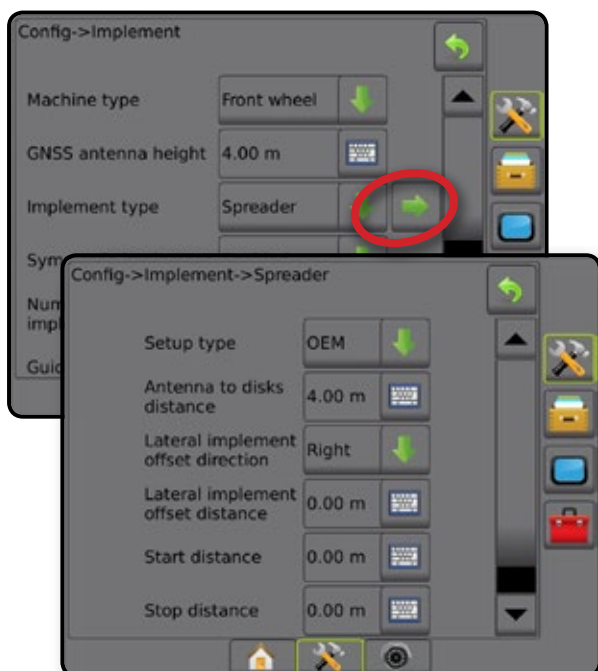 Config->Implement
Machine type Front wheel
GNSS antenna height 4.00 m
Implement type Spreader
Config->Implement->Spreader
Setup type OEM
Antenna to disks
distance 4.00 m
Lateral implement
offset direction Right
Lateral implement
offset distance 0.00 m
Start distance 0.00 m
Stop distance 0.00 m